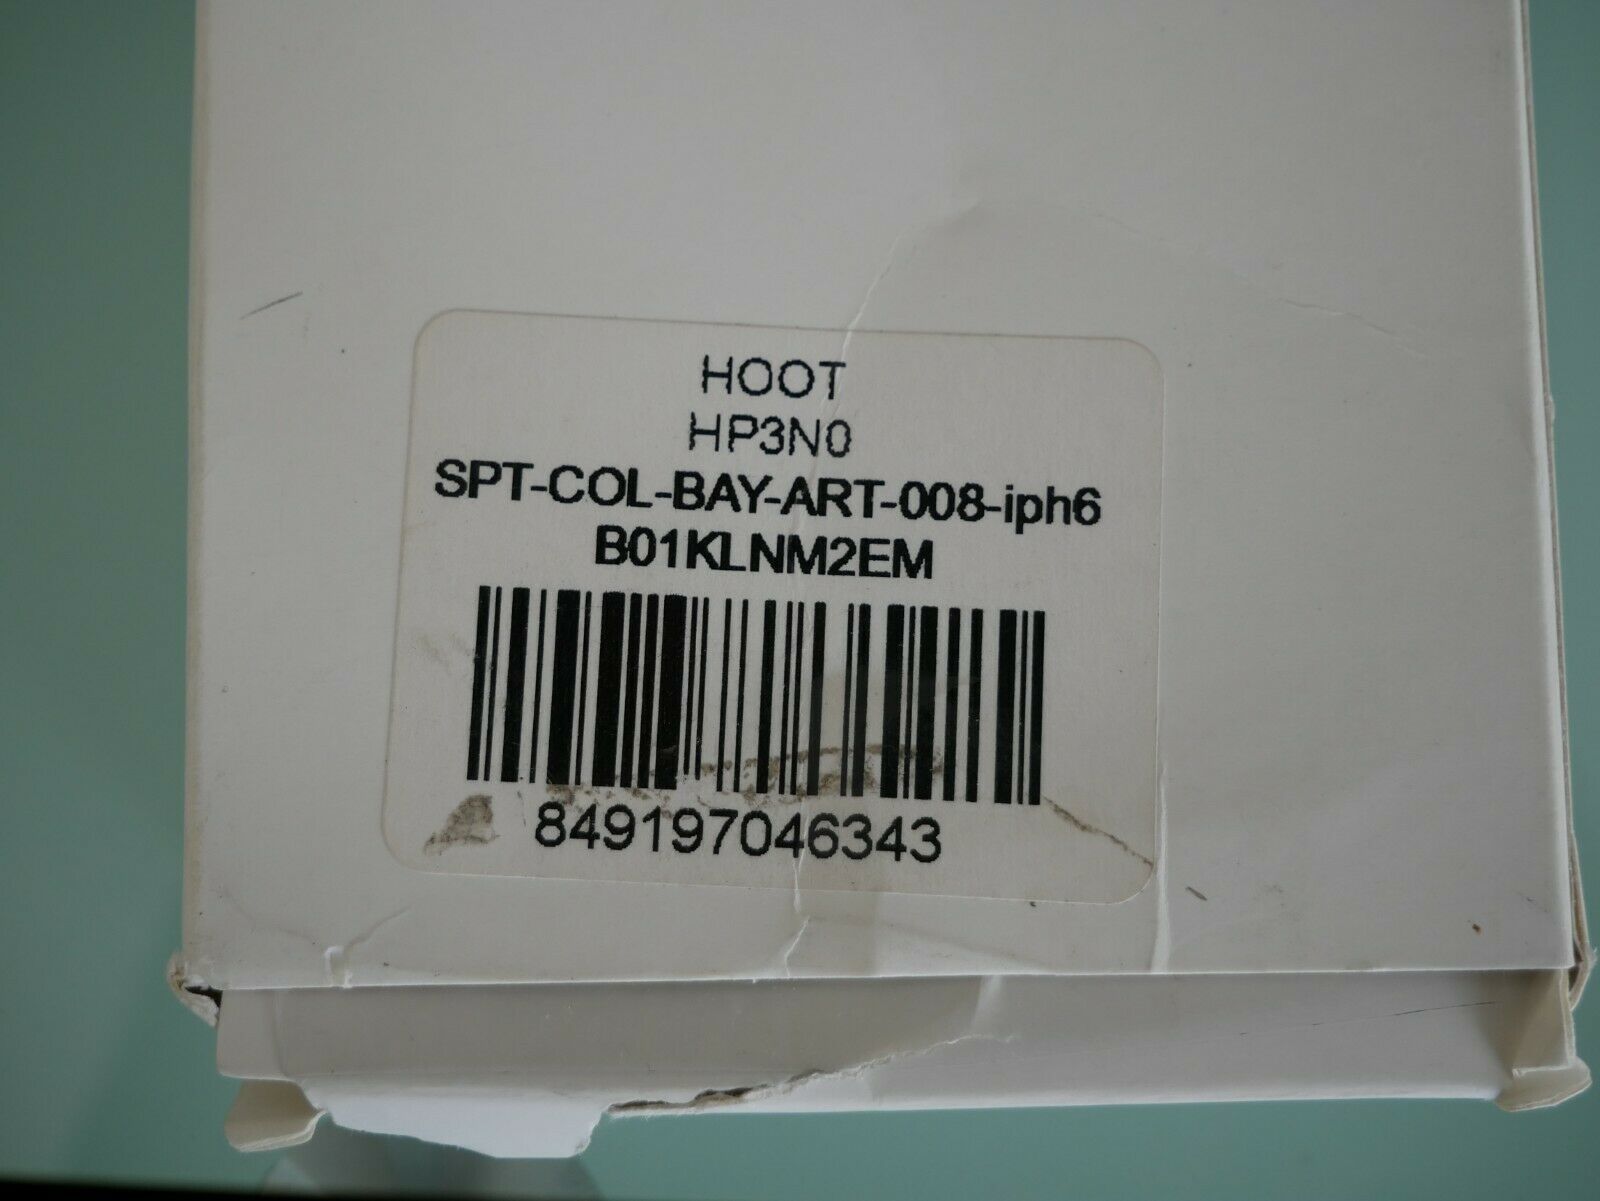 HOOT
HP3N0
SPT-COL-BAY-ART-008-iph6
B01KLNM2EM
849197046343